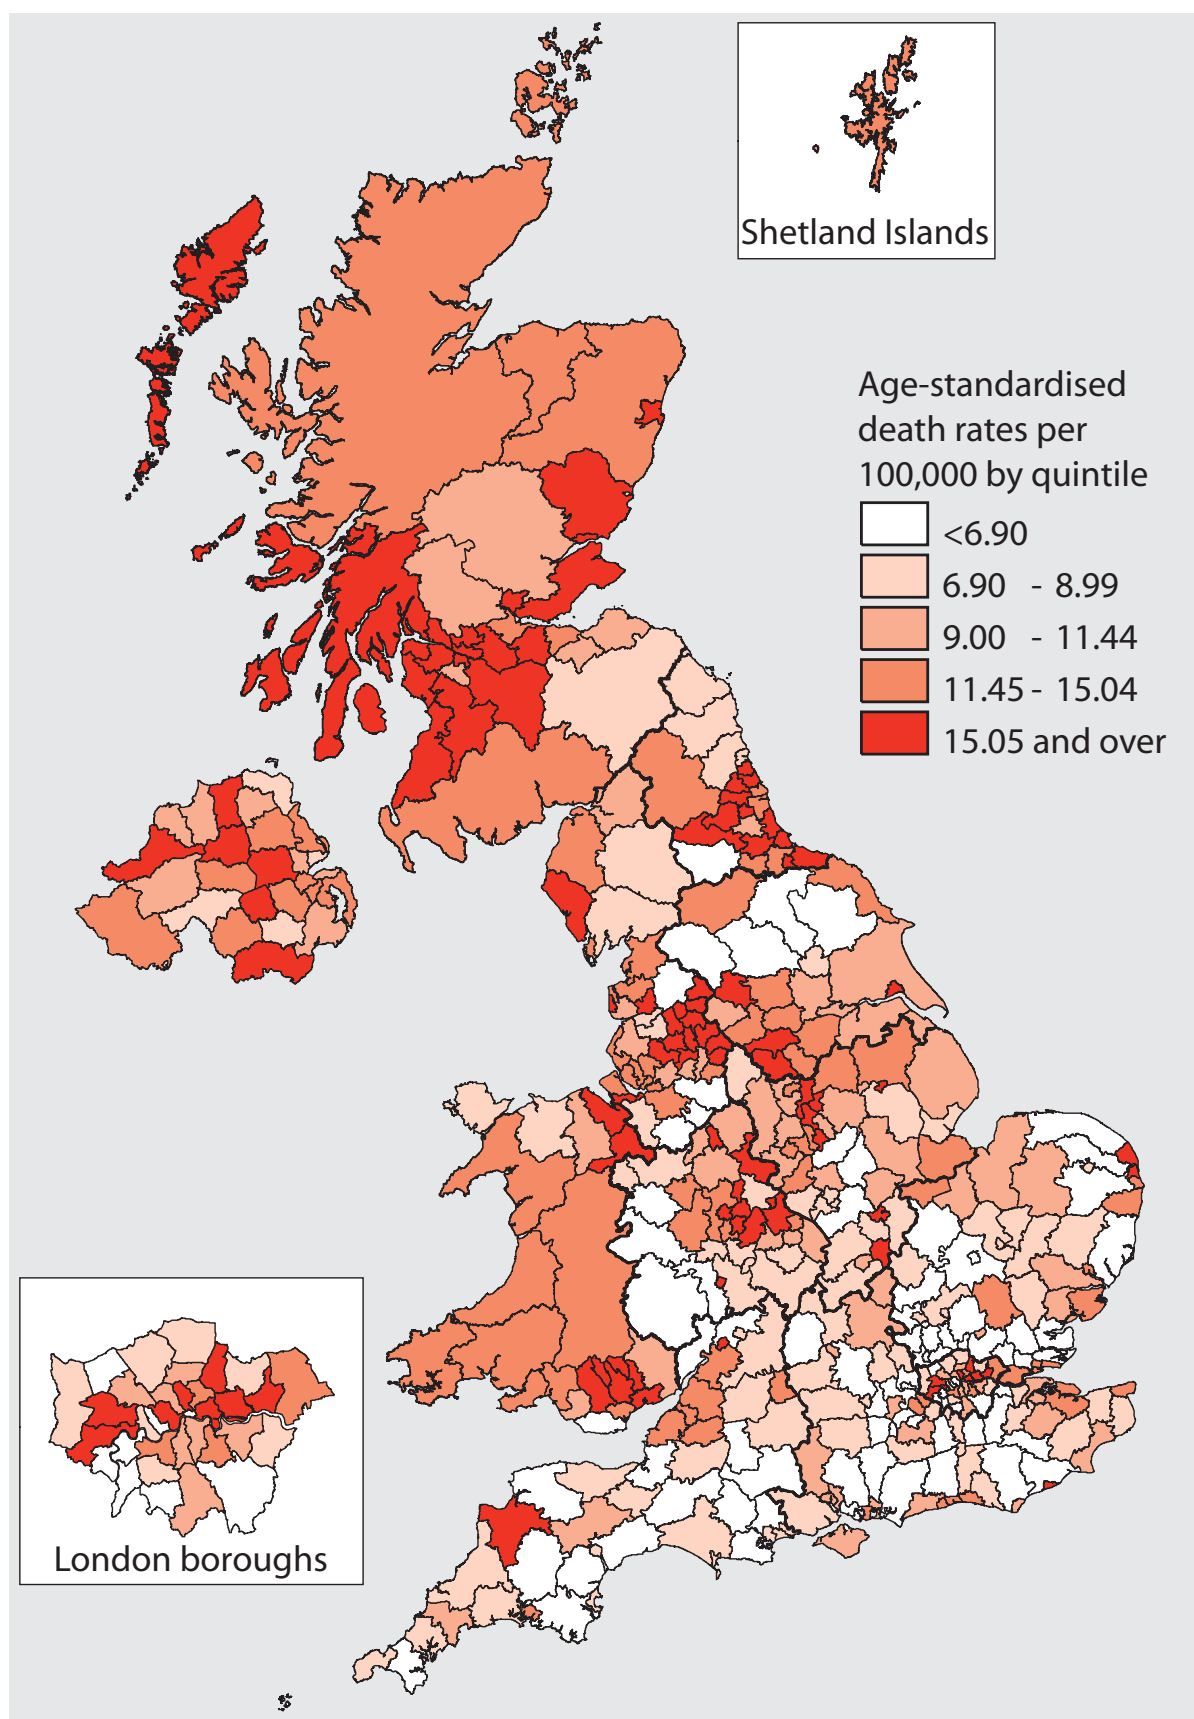 Shetland Islands
Age-standardised
death rates per
100,000 by quintile
<6.90
6.90 - 8.99
9.00 - 11.44
11.45 - 15.04
15.05 and over
London boroughs